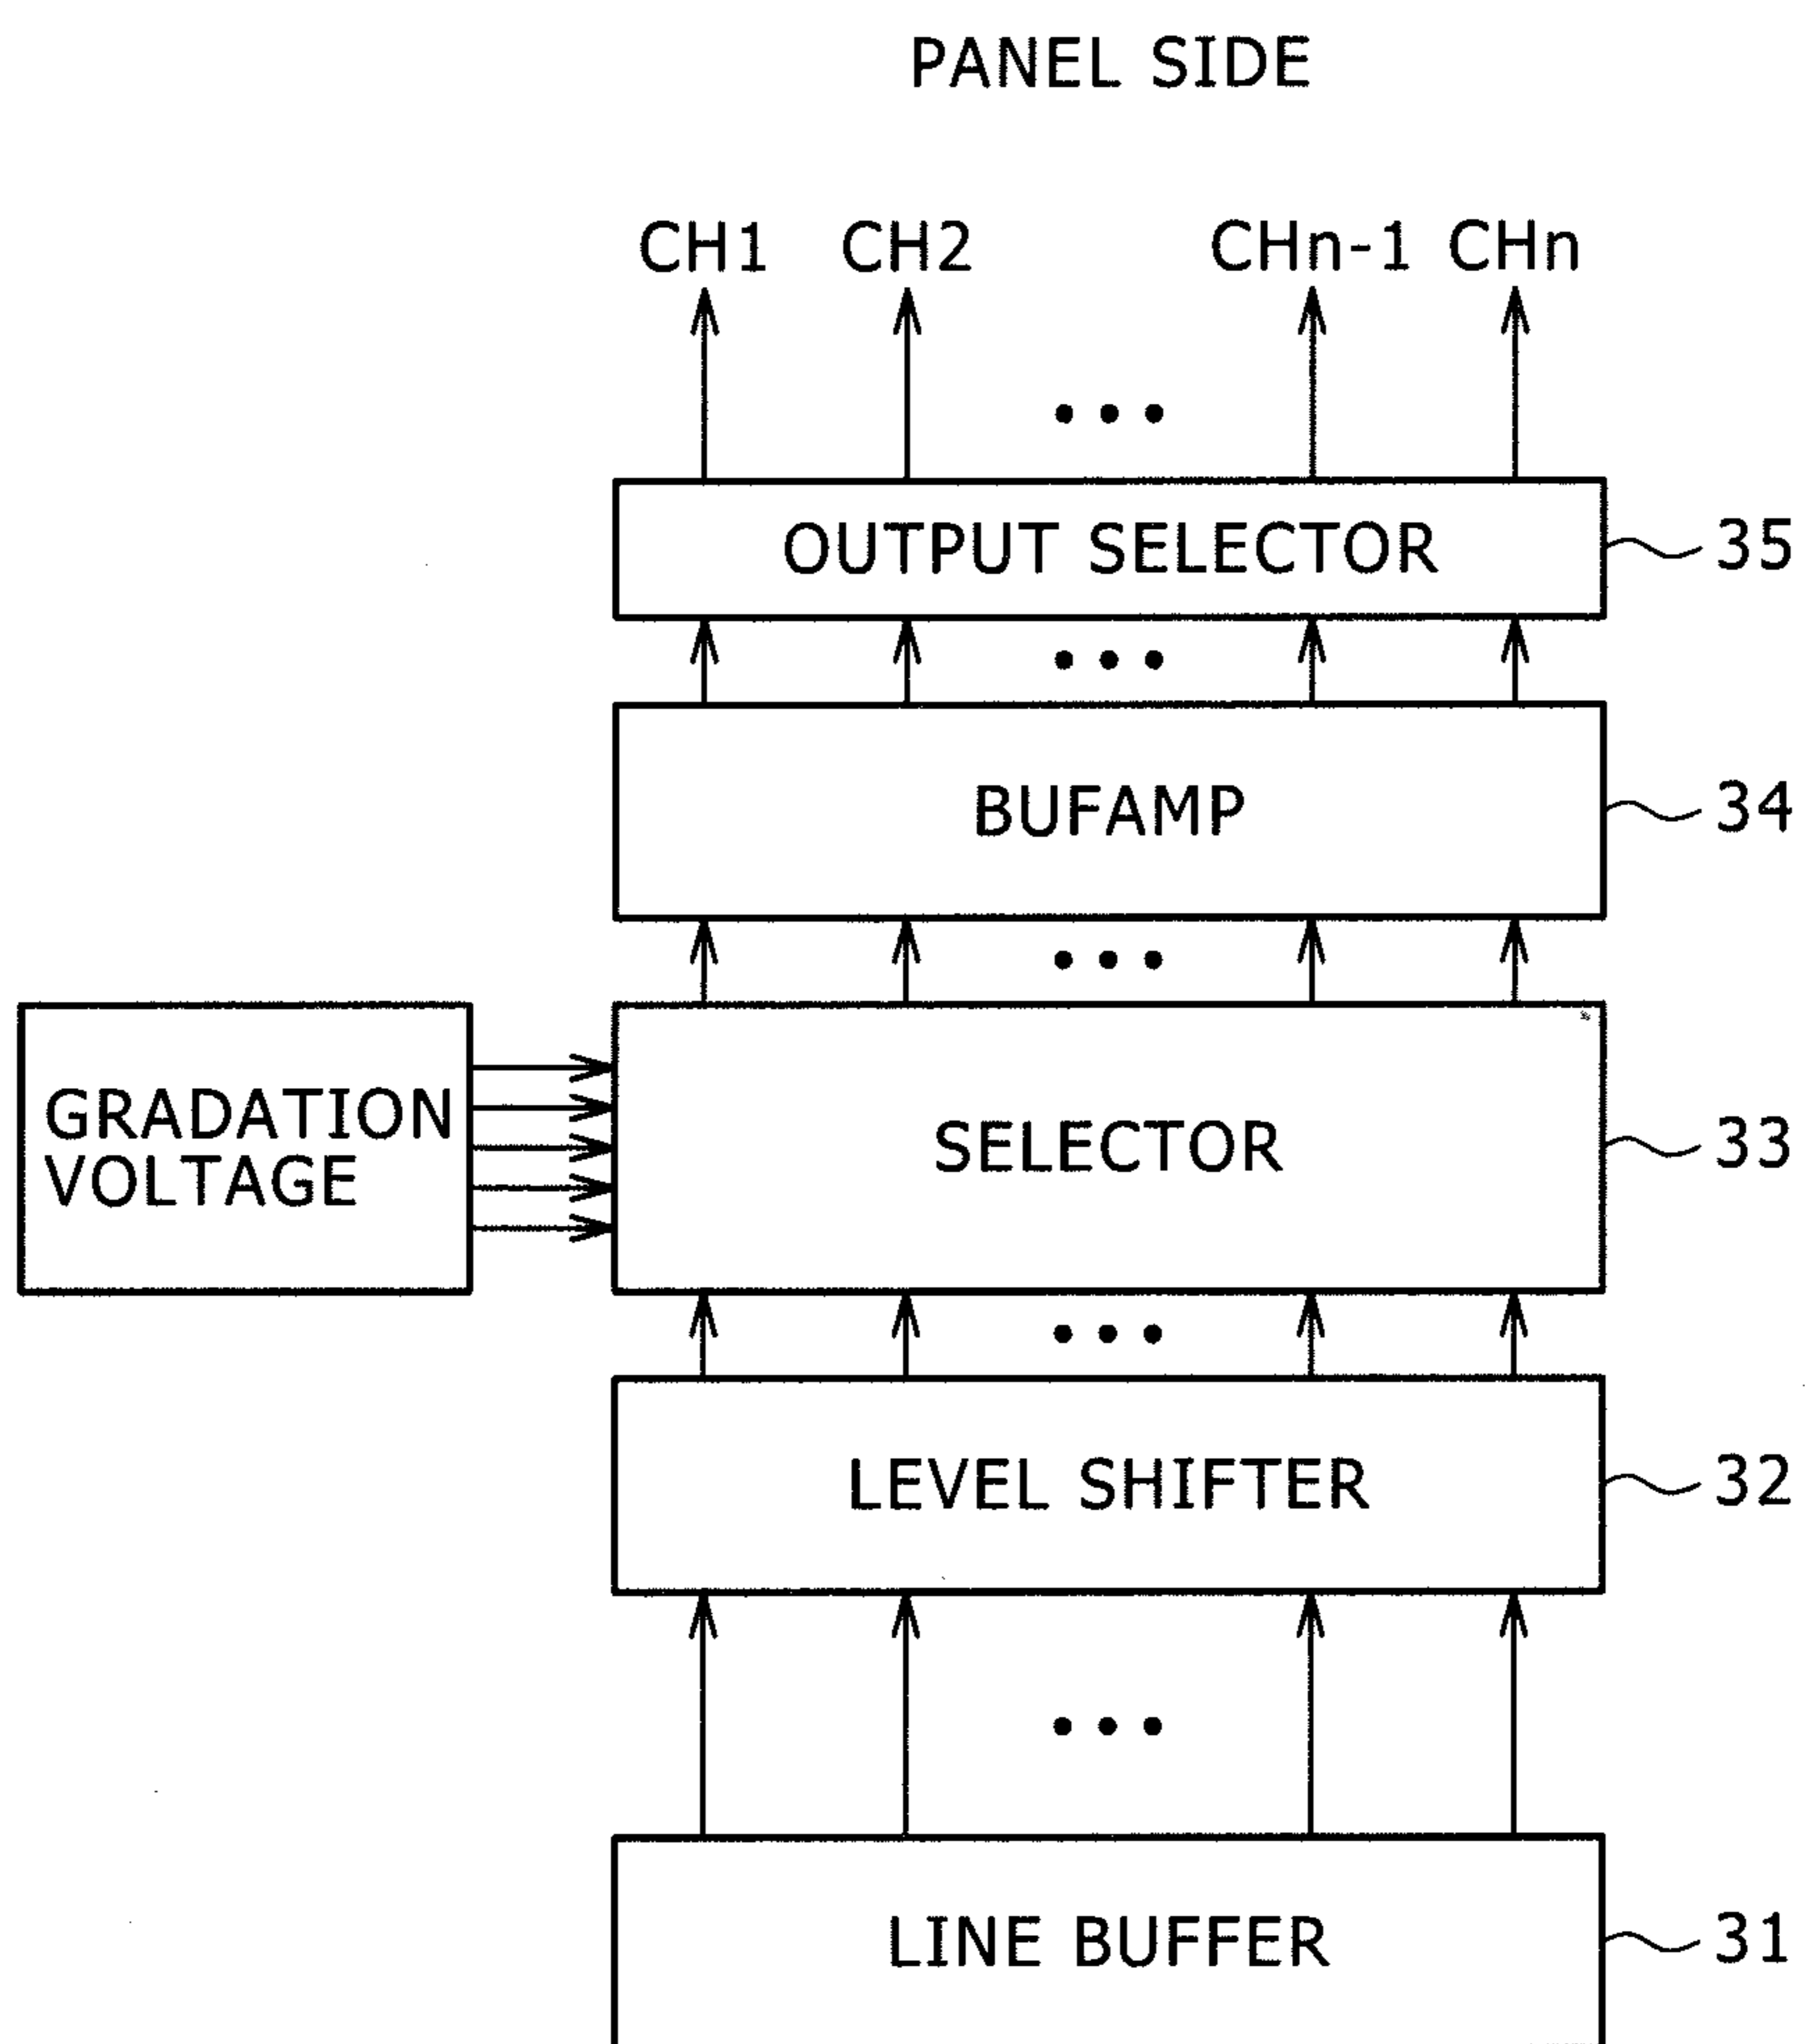 PANEL SIDE
CH1 CH2 CHn-1 CHn
OUTPUT SELECTOR 35
BUFAMP 34
GRADATION
VOLTAGE
SELECTOR 33
LEVEL SHIFTER 32
LINE BUFFER 31